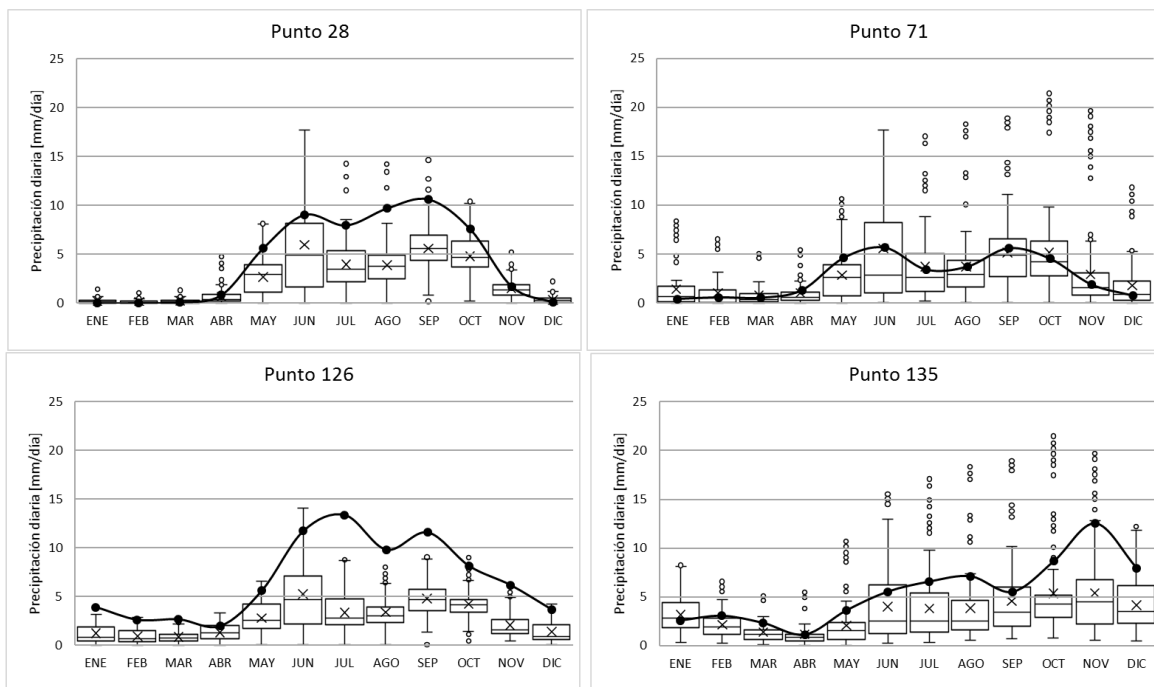 Punto 28
Precipitación diaria [mm/día]
25
20
15
10
5
0
ENE FEB MAR ABR MAY JUN JUL AGO SEP OCT NOV DIC
Punto 71
Precipitación diaria [mm/día]
25
20
15
10
5
0
ENE FEB MAR ABR MAY JUN JUL AGO SEP OCT NOV DIC
Punto 126
Precipitación diaria [mm/día]
25
20
15
10
5
0
ENE FEB MAR ABR MAY JUN JUL AGO SEP OCT NOV DIC
Punto 135
Precipitación diaria [mm/día]
25
20
15
10
5
0
ENE FEB MAR ABR MAY JUN JUL AGO SEP OCT NOV DIC